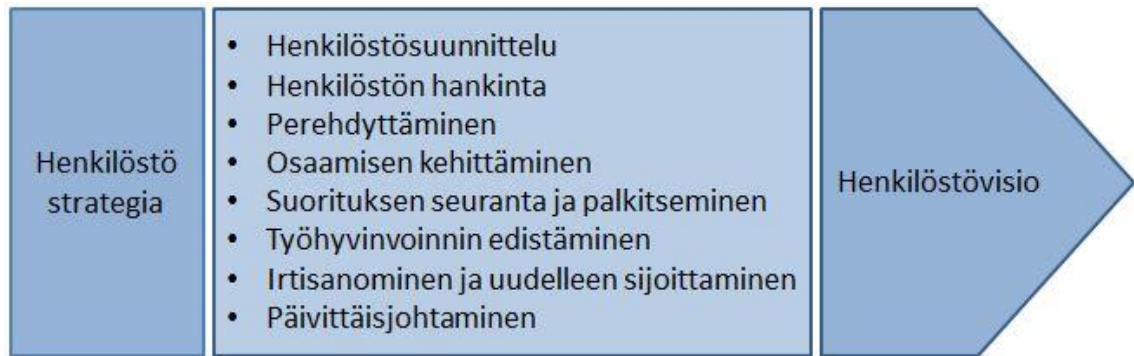 Henkilöstö
strategia
• Henkilöstösuunnittelu
• Henkilöstön hankinta
• Perehdyttäminen
• Osaamisen kehittäminen
• Suorituksen seuranta ja palkitseminen
• Työhyvinvoinnin edistäminen
• Irtisanominen ja uudelleen sijoittaminen
• Päivittäisjohtaminen
Henkilöstövisio